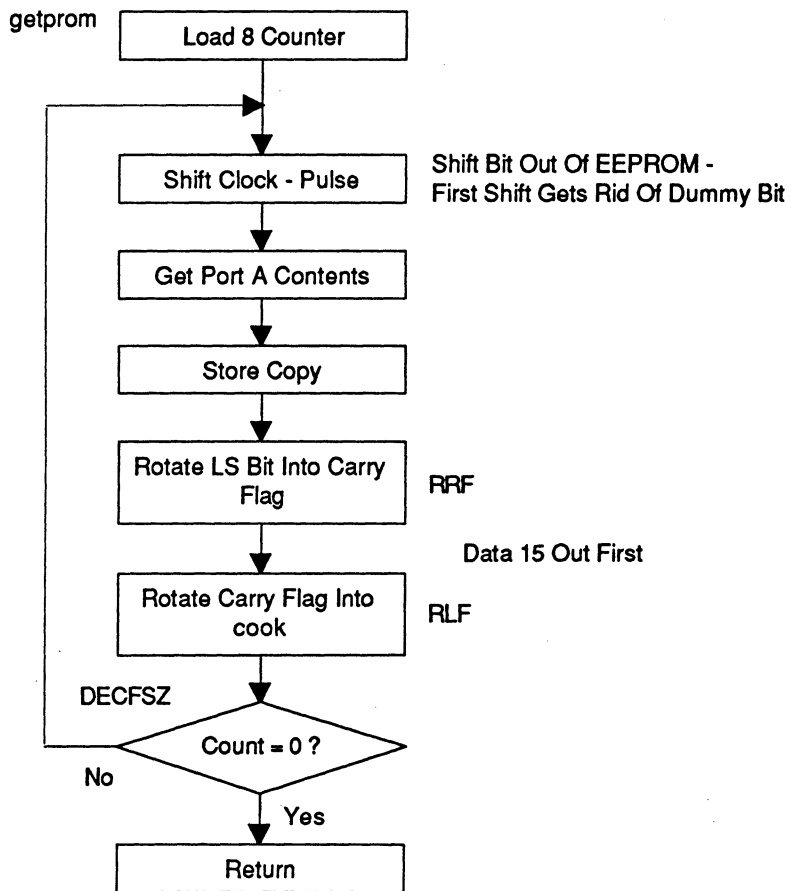 getprom
Load 8 Counter
Shift Clock - Pulse
Shift Bit Out Of EEPROM -
First Shift Gets Rid Of Dummy Bit
Get Port A Contents
Store Copy
Rotate LS Bit Into Carry
Flag
RRF
Data 15 Out First
Rotate Carry Flag Into
cook
RLF
DECFSZ
Count = 0 ?
No
Yes
Return